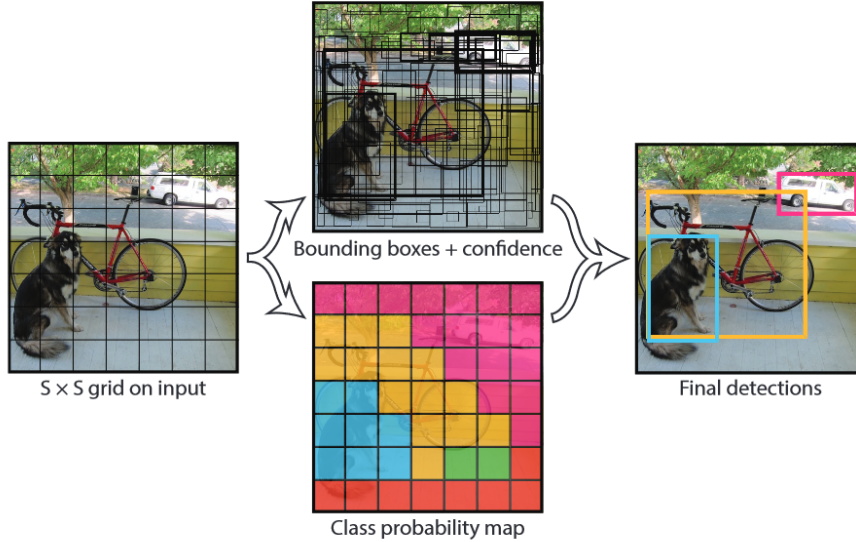 Bounding boxes + confidence
S × S grid on input
Final detections
Class probability map